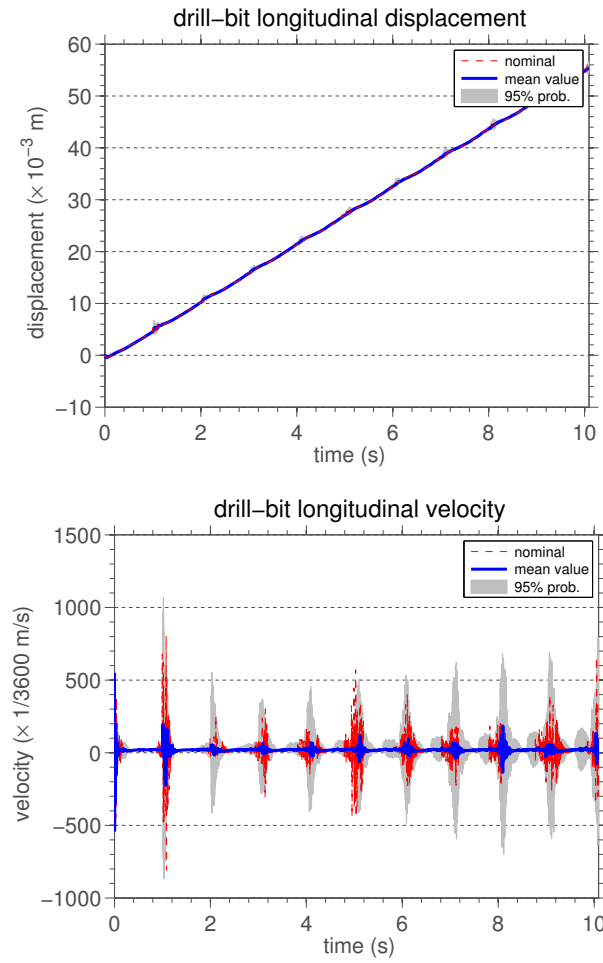 drill−bit longitudinal displacement
60
50
40
30
20
10
0
−10
displacement (× 10−3 m)
nominal
mean value
95% prob.
0 2 4 6 8 10
time (s)
drill−bit longitudinal velocity
1500
1000
500
0
−500
−1000
velocity (× 1/3600 m/s)
nominal
mean value
95% prob.
0 2 4 6 8 10
time (s)